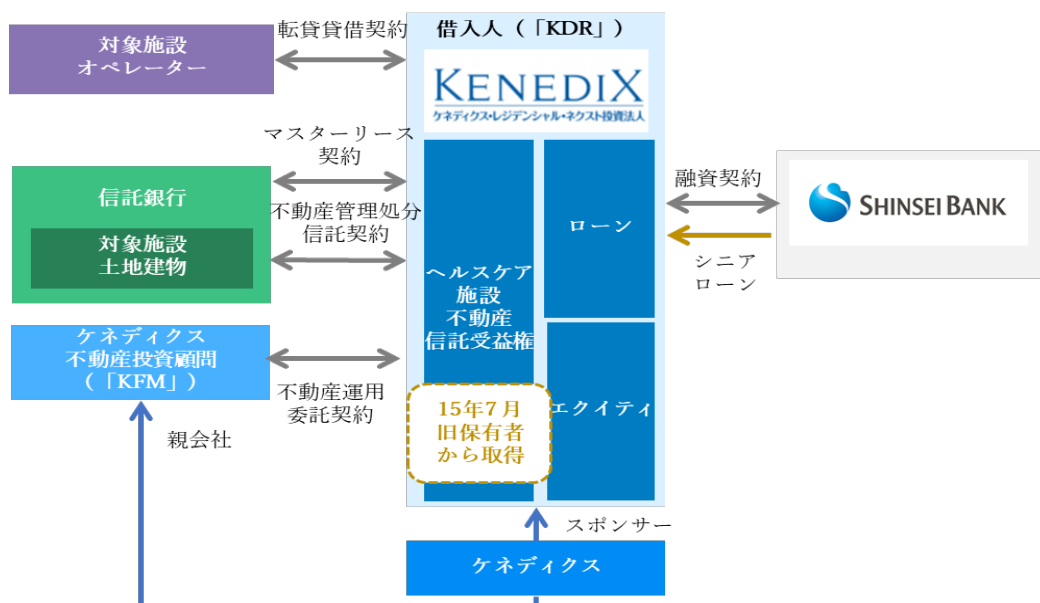 対象施設
オペレーター
転貸貸借契約
借入人（「KDR」）
KENEDIX
ケネディクス・レジデンシャル・ネクスト投資法人
マスターリース
契約
信託銀行
対象施設
土地建物
不動産管理処分
信託契約
ヘルスケア
施設
不動産
信託受益権
ローン
融資契約
SHINSEI BANK
シニア
ローン
ケネディクス
不動産投資顧問
（「KFM」）
不動産運用
委託契約
15年7月
旧保有者
から取得
エクイティ
親会社
スポンサー
ケネディクス